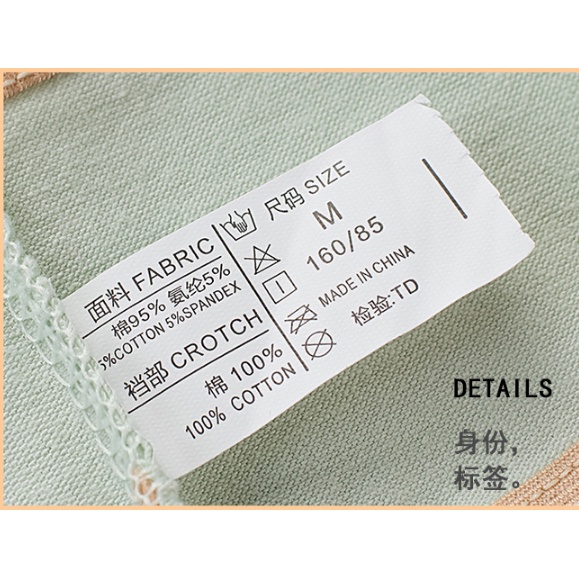 面料 FABRIC
棉95% 氨纶5%
5%COTTON 5%SPANDEX
裆部 CROTCH
棉 100%
100% COTTON
尺码 SIZE
M
160/85
MADE IN CHINA
检验:TD
DETAILS
身份,
标签。